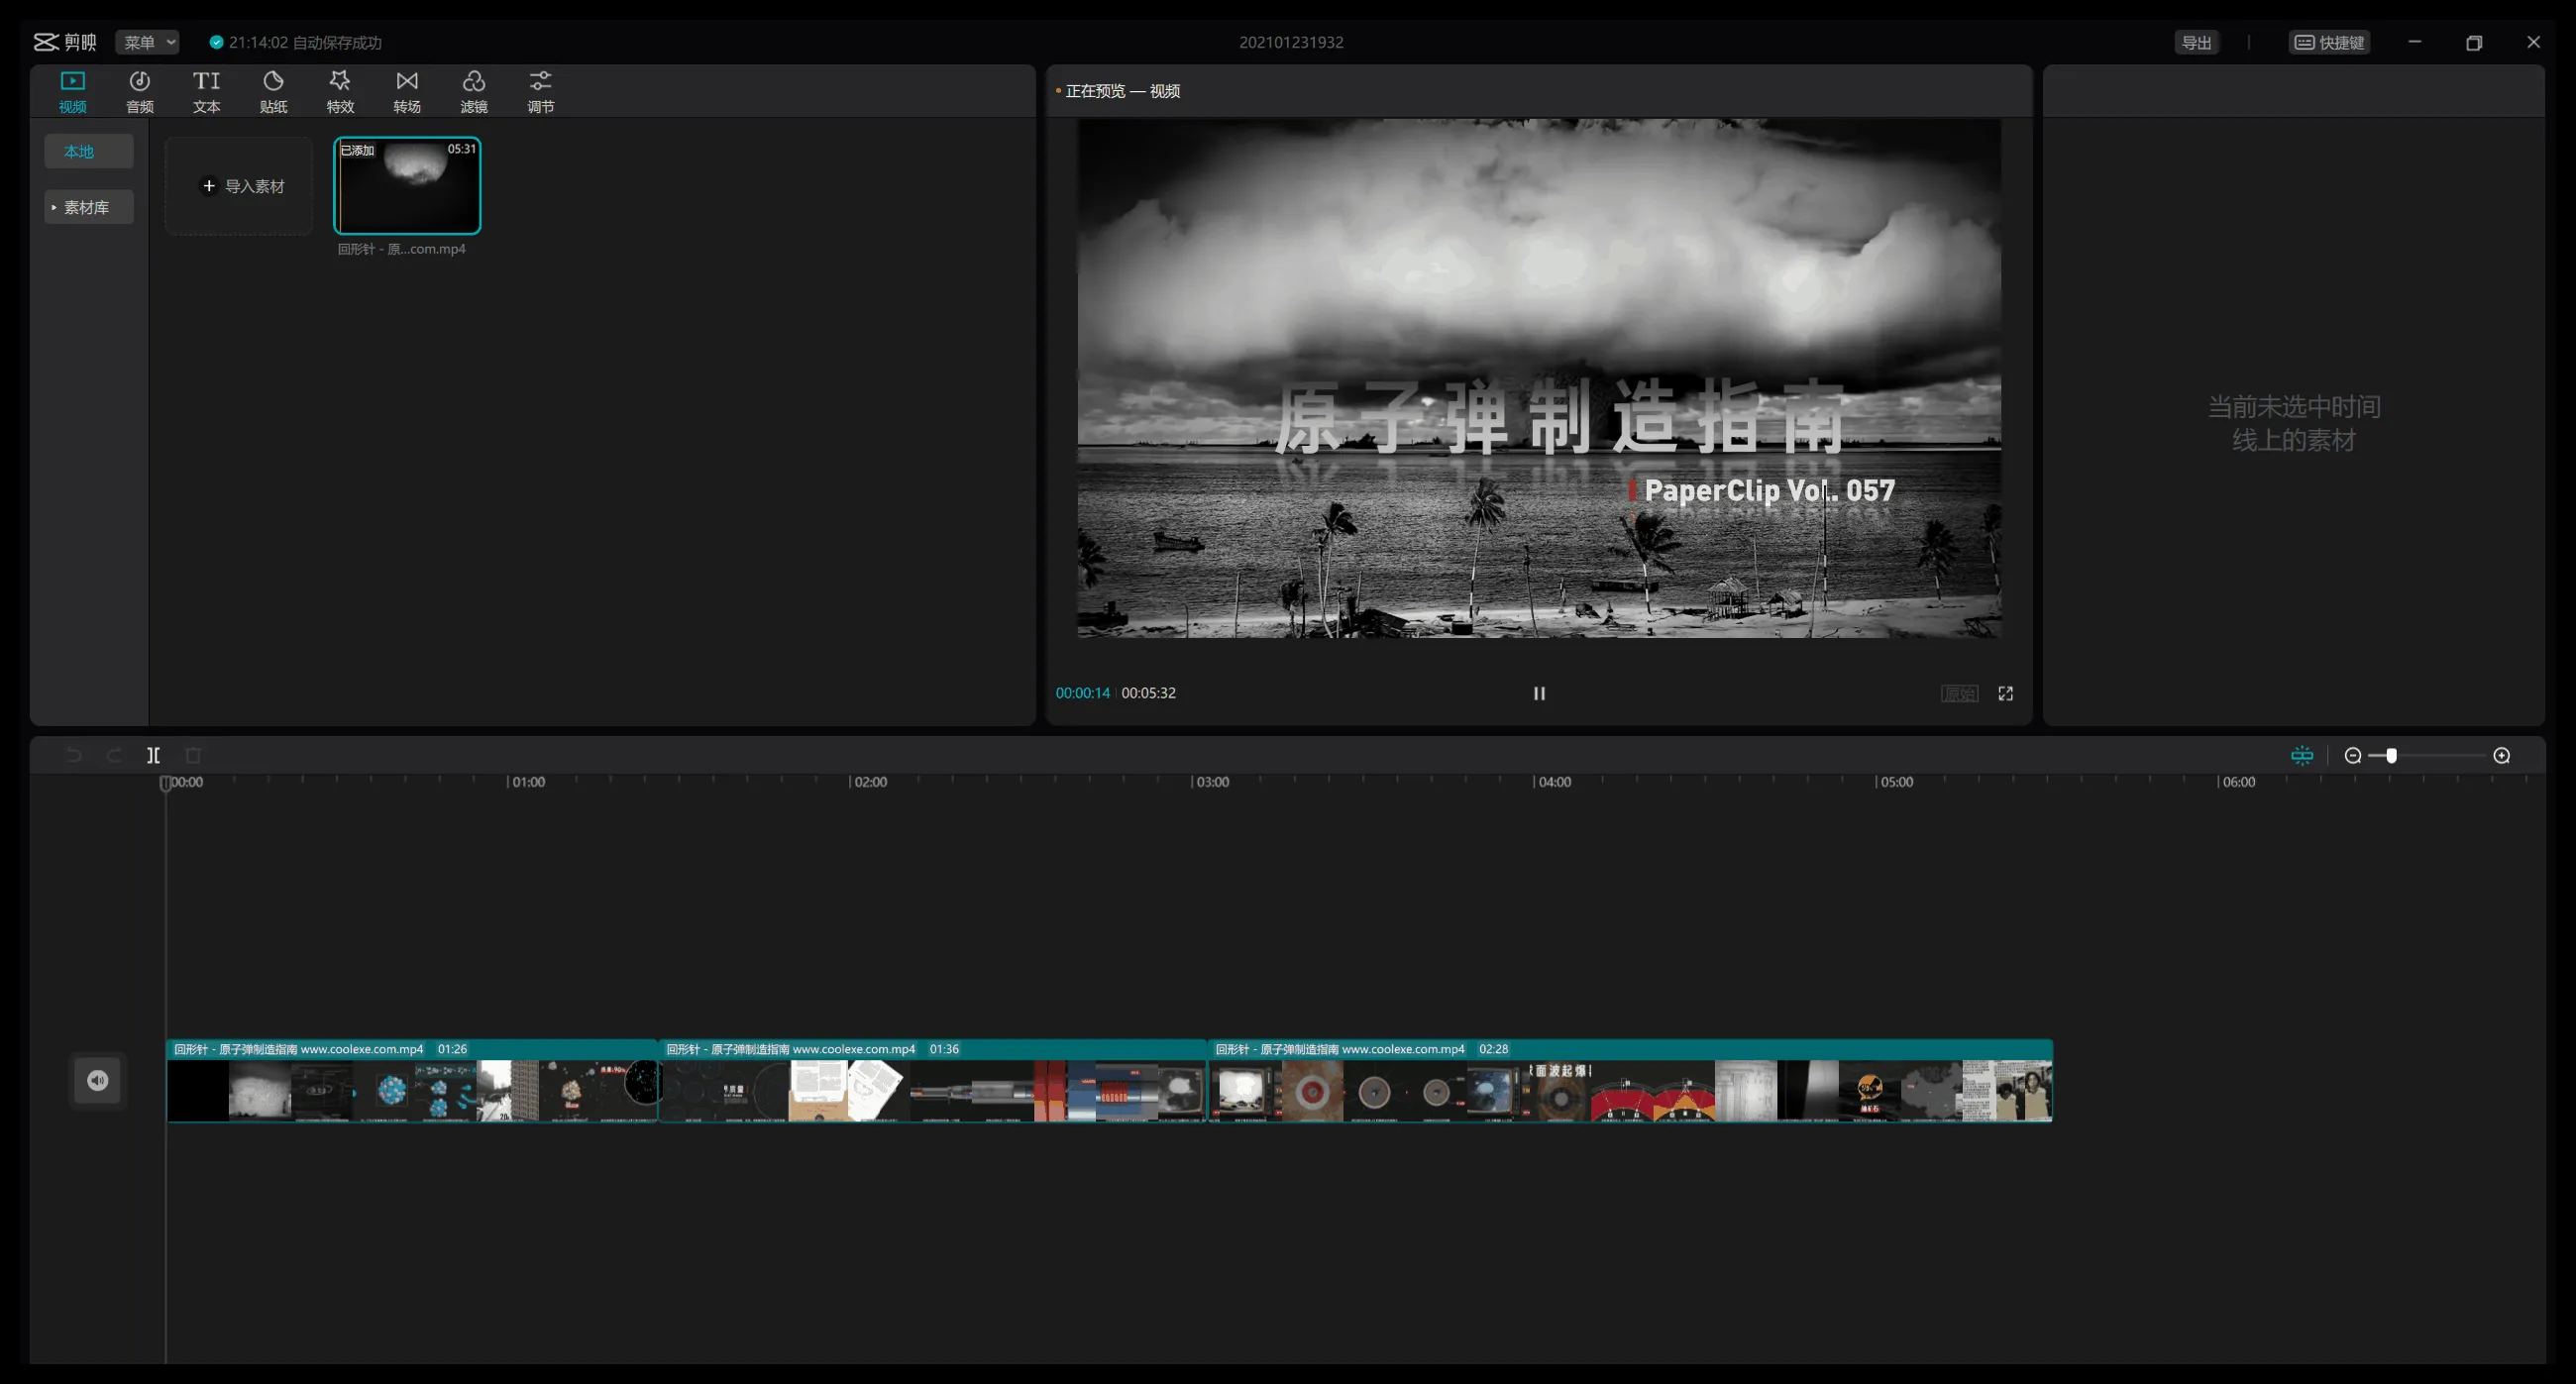 剪映 菜单 21:14:02 自动保存成功 202101231932 导出 快捷键
视频 音频 文本 贴纸 特效 转场 滤镜 调节
TI
正在预览 — 视频
本地
素材库
导入素材
已添加 05:31
回形针 - 原...com.mp4
原子弹制造指南
PaperClip Vol. 057
当前未选中时间
线上的素材
00:00:14 00:05:32 原始
00:00 01:00 02:00 03:00 04:00 05:00 06:00
回形针 - 原子弹制造指南 www.coolexe.com.mp4 01:26
回形针 - 原子弹制造指南 www.coolexe.com.mp4 01:36
回形针 - 原子弹制造指南 www.coolexe.com.mp4 02:28
球面波起爆